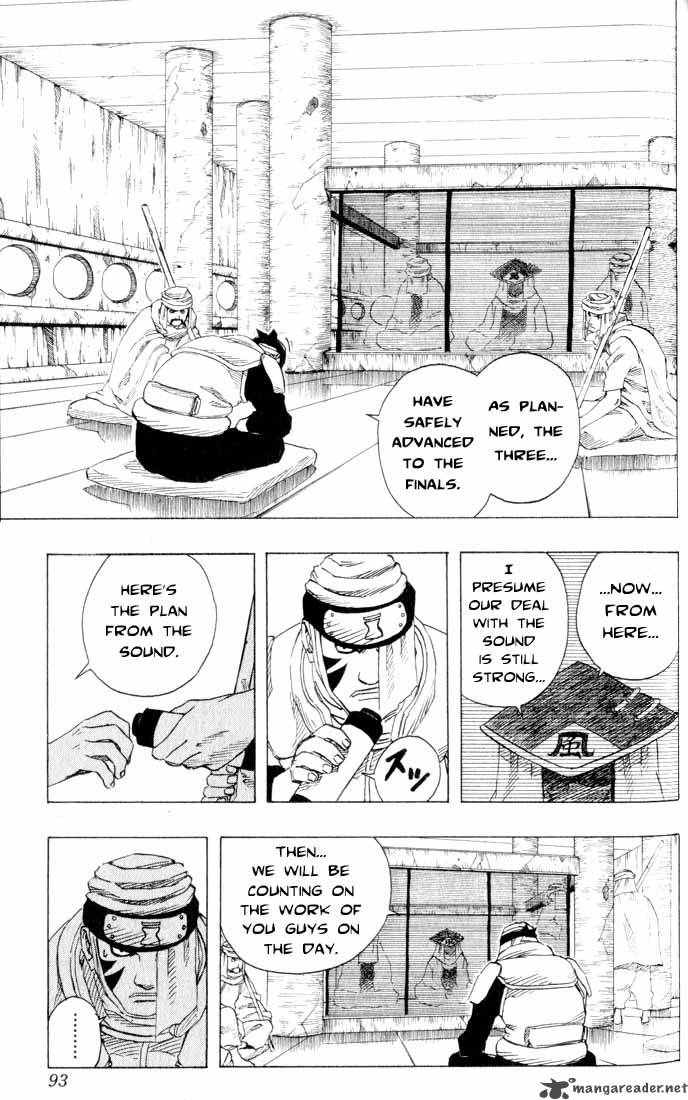 AS PLAN-
NED, THE
THREE...
HAVE
SAFELY
ADVANCED
TO THE
FINALS.
...NOW...
FROM
HERE...
I
PRESUME
OUR DEAL
WITH THE
SOUND
IS STILL
STRONG...
風
ズッ
HERE'S
THE PLAN
FROM THE
SOUND.
THEN...
WE WILL BE
COUNTING ON
THE WORK OF
YOU GUYS ON
THE DAY.
.........
93
mangareader.net